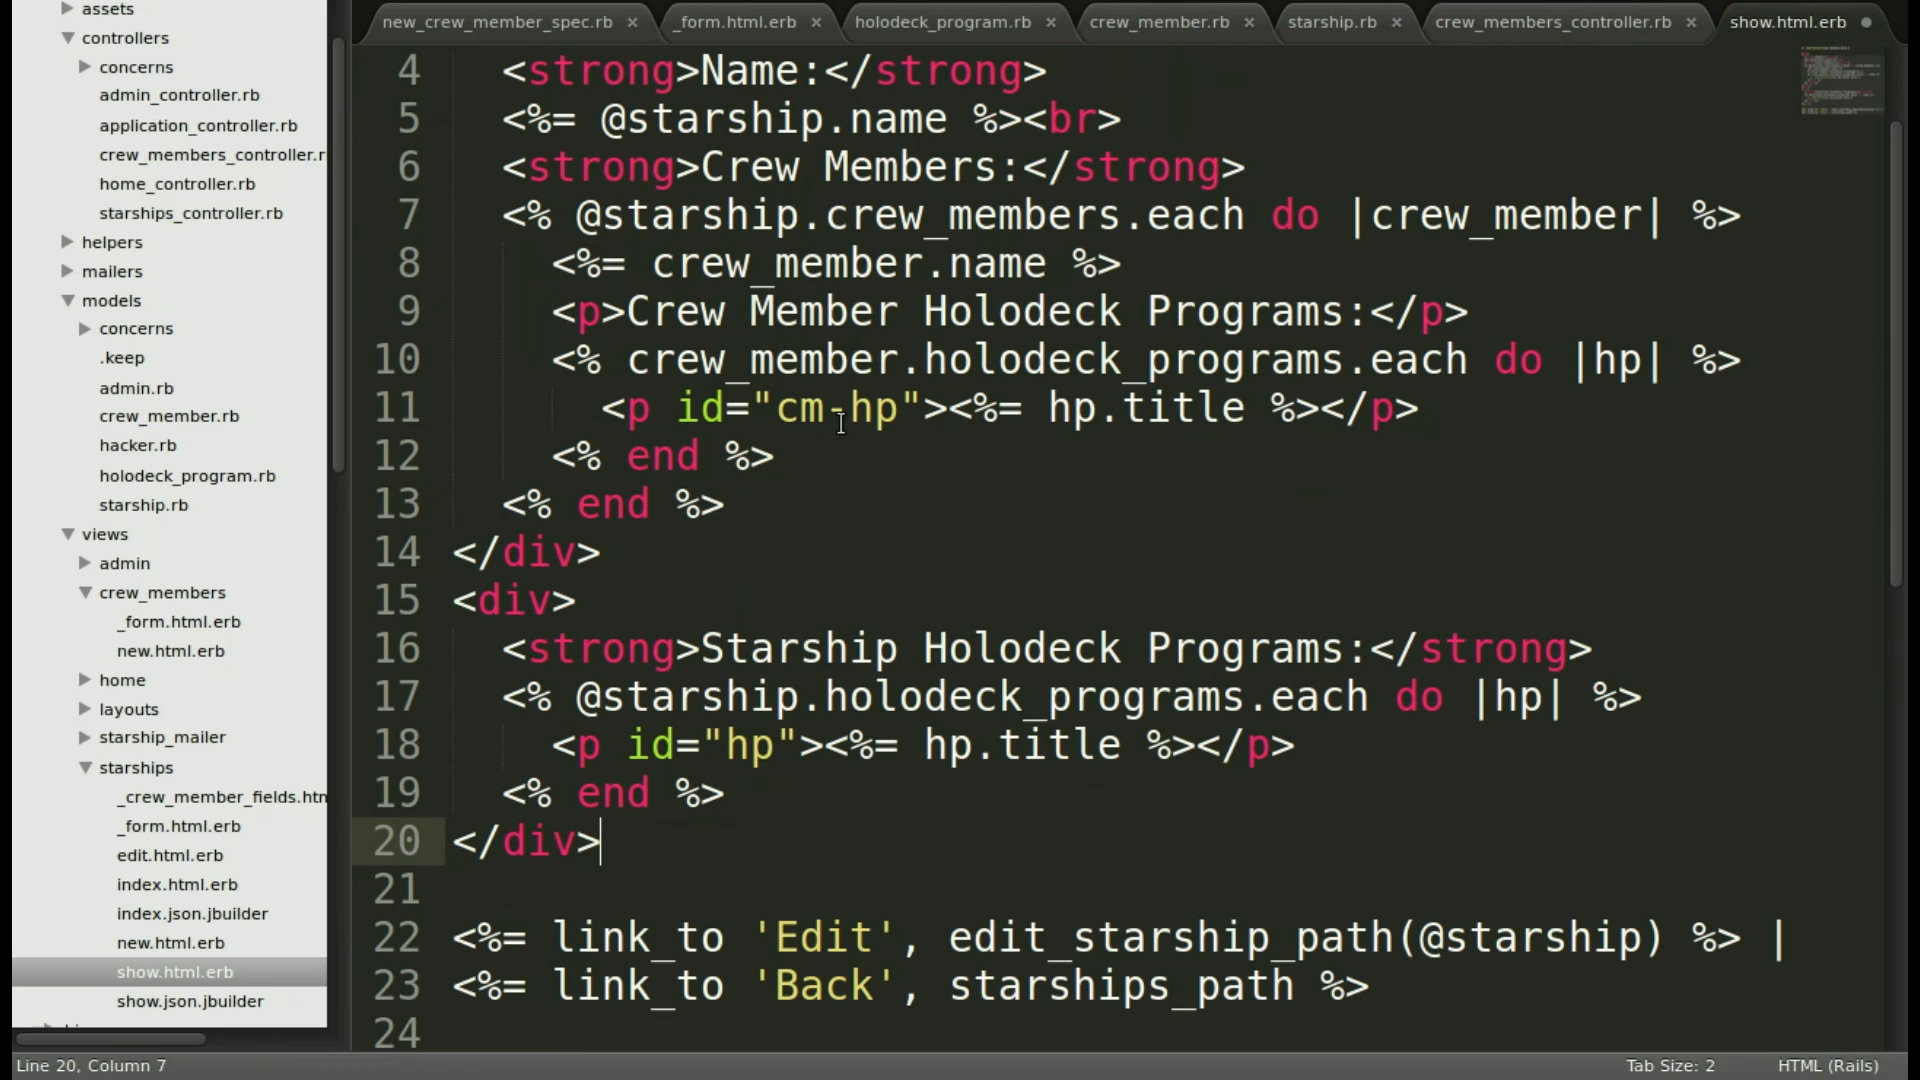 new_crew_member_spec.rb × _form.html.erb × holodeck_program.rb × crew_member.rb × starship.rb × crew_members_controller.rb × show.html.erb
assets
controllers
concerns
admin_controller.rb
application_controller.rb
crew_members_controller.r
home_controller.rb
starships_controller.rb
helpers
mailers
models
concerns
.keep
admin.rb
crew_member.rb
hacker.rb
holodeck_program.rb
starship.rb
views
admin
crew_members
_form.html.erb
new.html.erb
home
layouts
starship_mailer
starships
_crew_member_fields.htm
_form.html.erb
edit.html.erb
index.html.erb
index.json.jbuilder
new.html.erb
show.html.erb
show.json.jbuilder
4 <strong>Name:</strong>
5 <%= @starship.name %><br>
6 <strong>Crew Members:</strong>
7 <% @starship.crew_members.each do |crew_member| %>
8 <%= crew_member.name %>
9 <p>Crew Member Holodeck Programs:</p>
10 <% crew_member.holodeck_programs.each do |hp| %>
11 <p id="cm-hp"><%= hp.title %></p>
12 <% end %>
13 <% end %>
14 </div>
15 <div>
16 <strong>Starship Holodeck Programs:</strong>
17 <% @starship.holodeck_programs.each do |hp| %>
18 <p id="hp"><%= hp.title %></p>
19 <% end %>
20 </div>
21
22 <%= link_to 'Edit', edit_starship_path(@starship) %> |
23 <%= link_to 'Back', starships_path %>
24
Line 20, Column 7
Tab Size: 2
HTML (Rails)